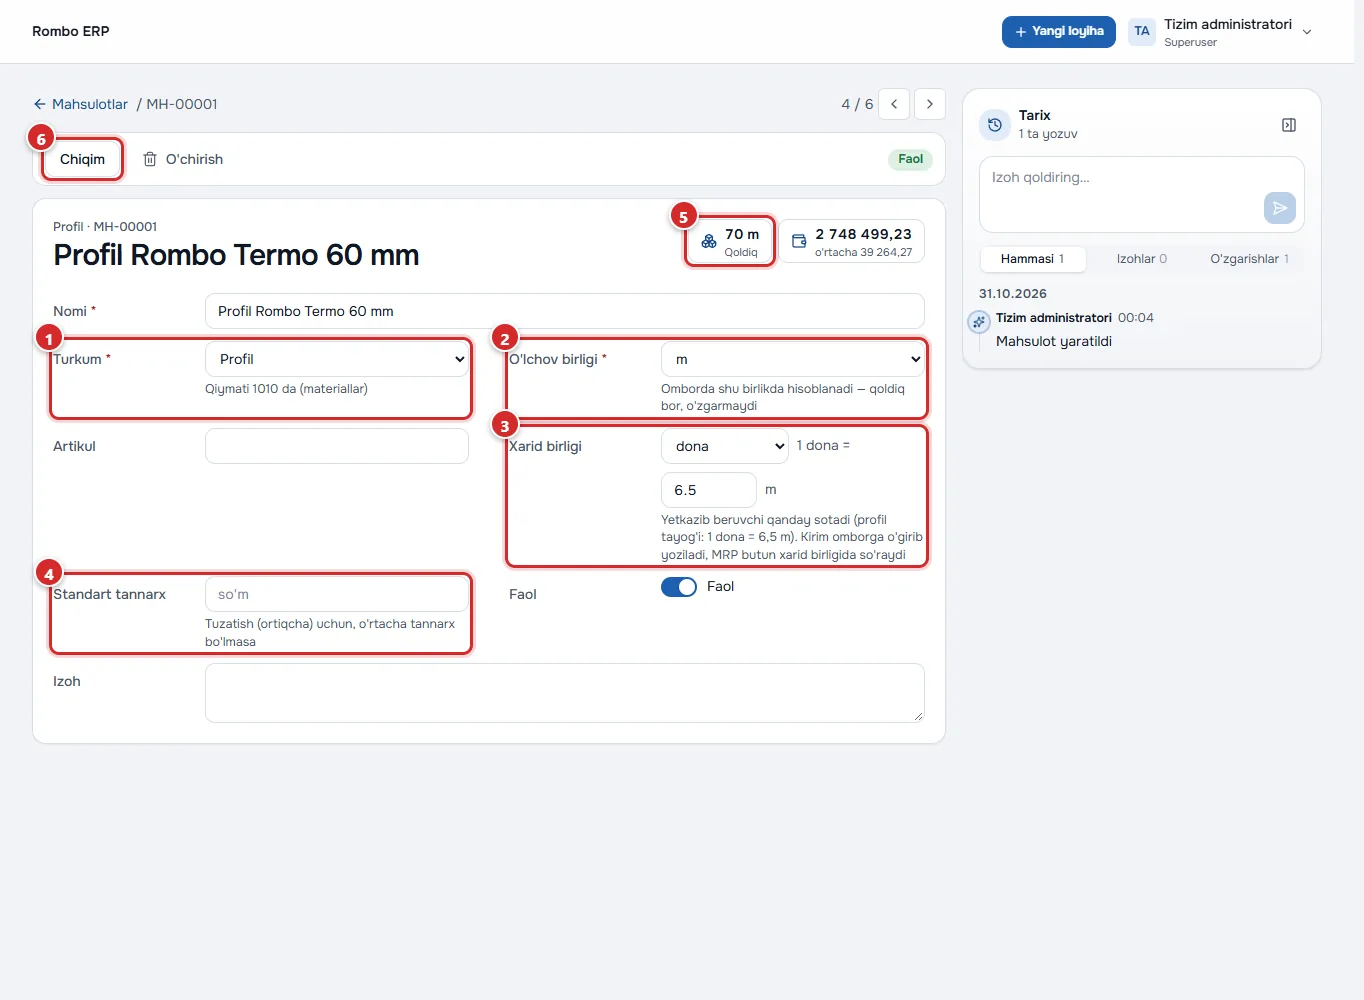 Rombo ERP
Yangi loyiha
TA
Tizim administratori
Superuser
Mahsulotlar / MH-00001
4 / 6
6
Chiqim
O'chirish
Faol
Profil · MH-00001
Profil Rombo Termo 60 mm
5
70 m
Qoldiq
2 748 499,23
o'rtacha 39 264,27
Nomi *
Profil Rombo Termo 60 mm
1
Turkum *
Profil
Qiymati 1010 da (materiallar)
2
O'lchov birligi *
m
Omborda shu birlikda hisoblanadi — qoldiq
bor, o'zgarmaydi
Artikul
3
Xarid birligi
dona
1 dona =
6.5
m
Yetkazib beruvchi qanday sotadi (profil
tayog'i: 1 dona = 6,5 m). Kirim omborga o'girib
yoziladi, MRP butun xarid birligida so'raydi
4
Standart tannarx
so'm
Tuzatish (ortiqcha) uchun, o'rtacha tannarx
bo'lmasa
Faol
Faol
Izoh
Tarix
1 ta yozuv
Izoh qoldiring...
Hammasi 1
Izohlar 0
O'zgarishlar 1
31.10.2026
Tizim administratori 00:04
Mahsulot yaratildi